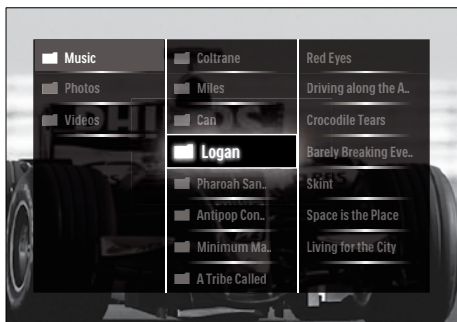 Music
Photos
Videos
Coltrane
Miles
Can
Logan
Pharoah San..
Antipop Con..
Minimum Ma..
A Tribe Called
Red Eyes
Driving along the A..
Crocodile Tears
Barely Breaking Eve..
Skint
Space is the Place
Living for the City